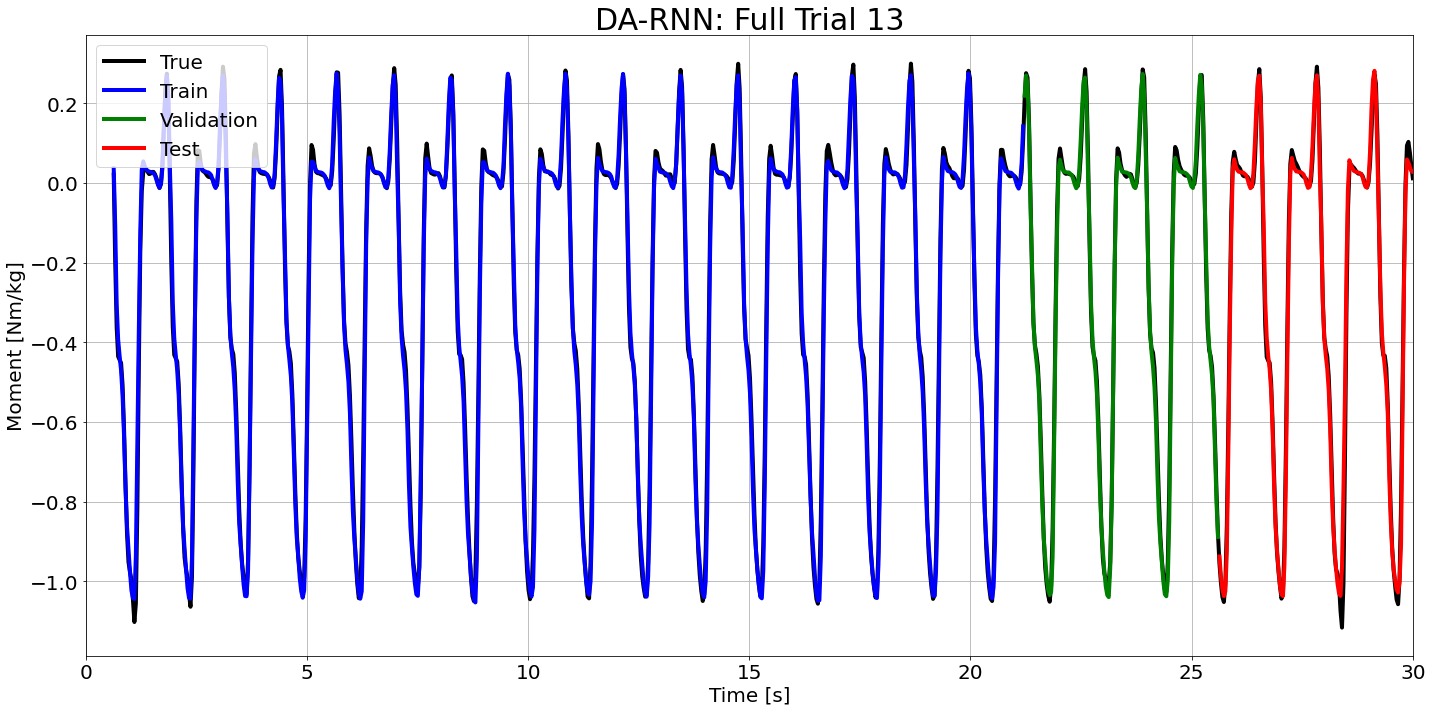 DA-RNN: Full Trial 13
True
Train
Validation
Test
0.2
0.0
−0.2
−0.4
−0.6
−0.8
−1.0
Moment [Nm/kg]
0 5 10 15 20 25 30
Time [s]